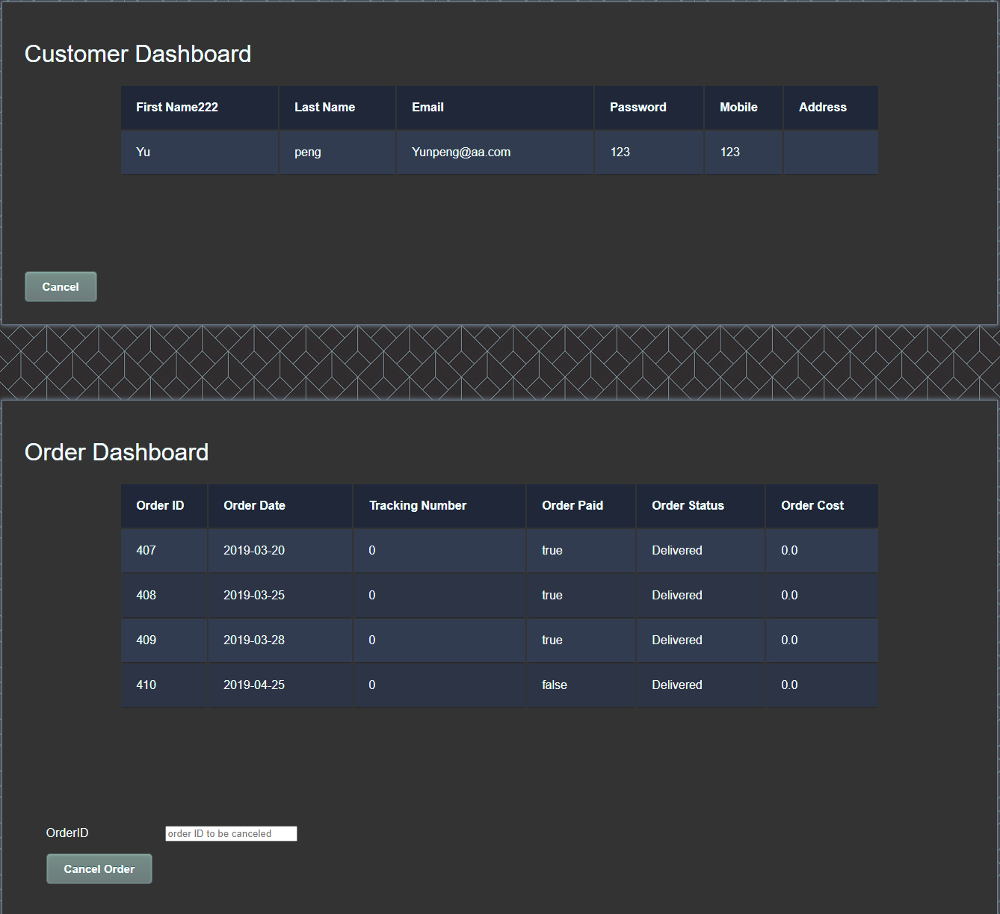 Customer Dashboard
First Name222 Last Name Email Password Mobile Address
Yu peng Yunpeng@aa.com 123 123
Cancel
Order Dashboard
Order ID Order Date Tracking Number Order Paid Order Status Order Cost
407 2019-03-20 0 true Delivered 0.0
408 2019-03-25 0 true Delivered 0.0
409 2019-03-28 0 true Delivered 0.0
410 2019-04-25 0 false Delivered 0.0
OrderID order ID to be canceled
Cancel Order